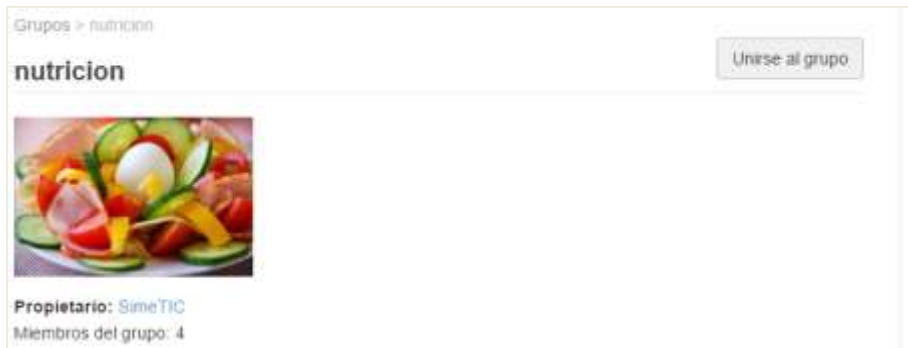 Grupos > nutricion
nutricion
Unirse al grupo
Propietario: SimeTIC
Miembros del grupo: 4